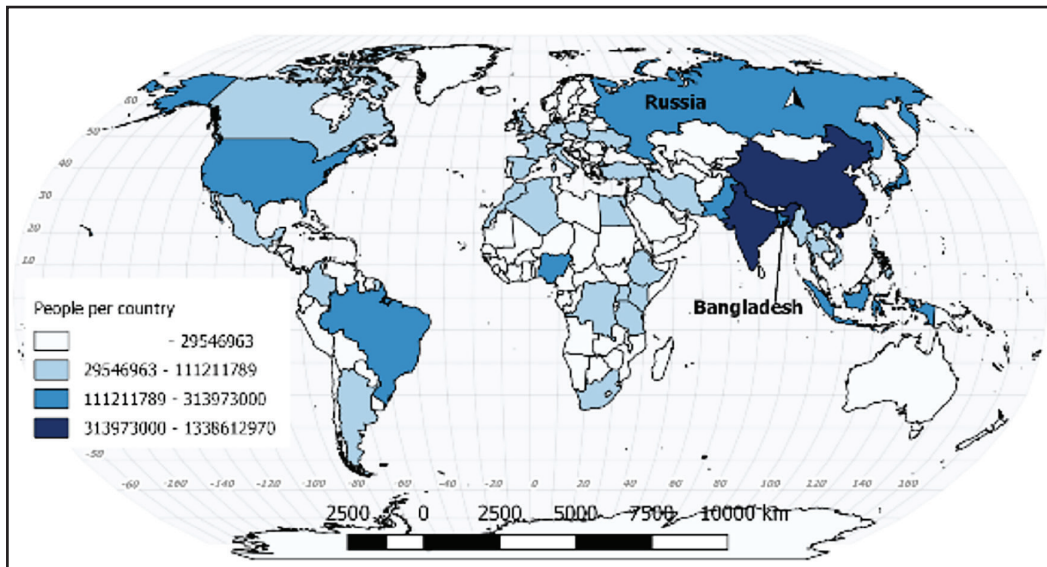 60
50
40
30
20
10
Russia
Bangladesh
People per country
- 29546963
29546963 - 111211789
111211789 - 313973000
313973000 - 1338612970
-50
-60 -160 -140 -120 -100 -80 -60 -40 -20 0 20 40 60 80 100 120 140 160
2500 0 2500 5000 7500 10000 km